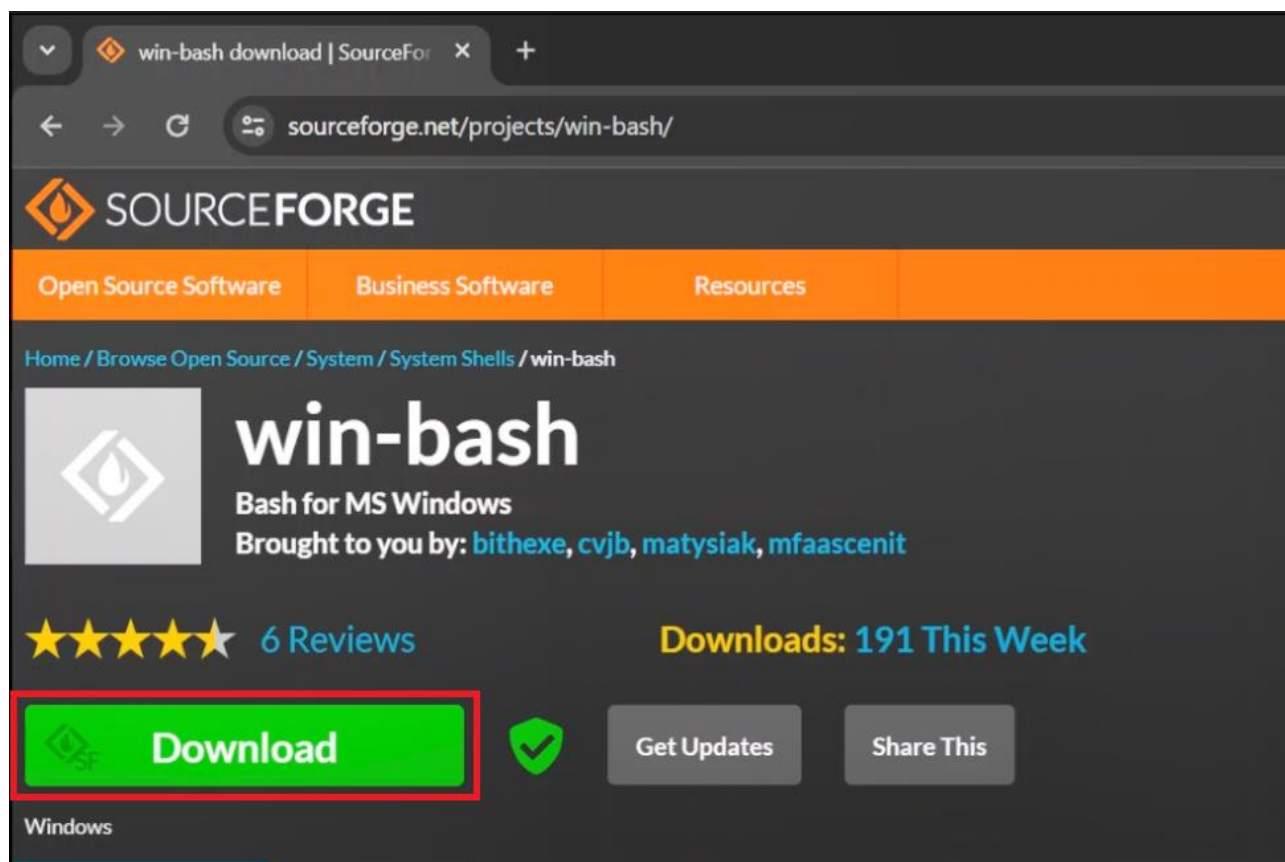 win-bash download | SourceFor
sourceforge.net/projects/win-bash/
SOURCEFORGE
Open Source Software Business Software Resources
Home / Browse Open Source / System / System Shells / win-bash
win-bash
Bash for MS Windows
Brought to you by: bithexe, cvjb, matysiak, mfaascenit
6 Reviews Downloads: 191 This Week
SF Download Get Updates Share This
Windows